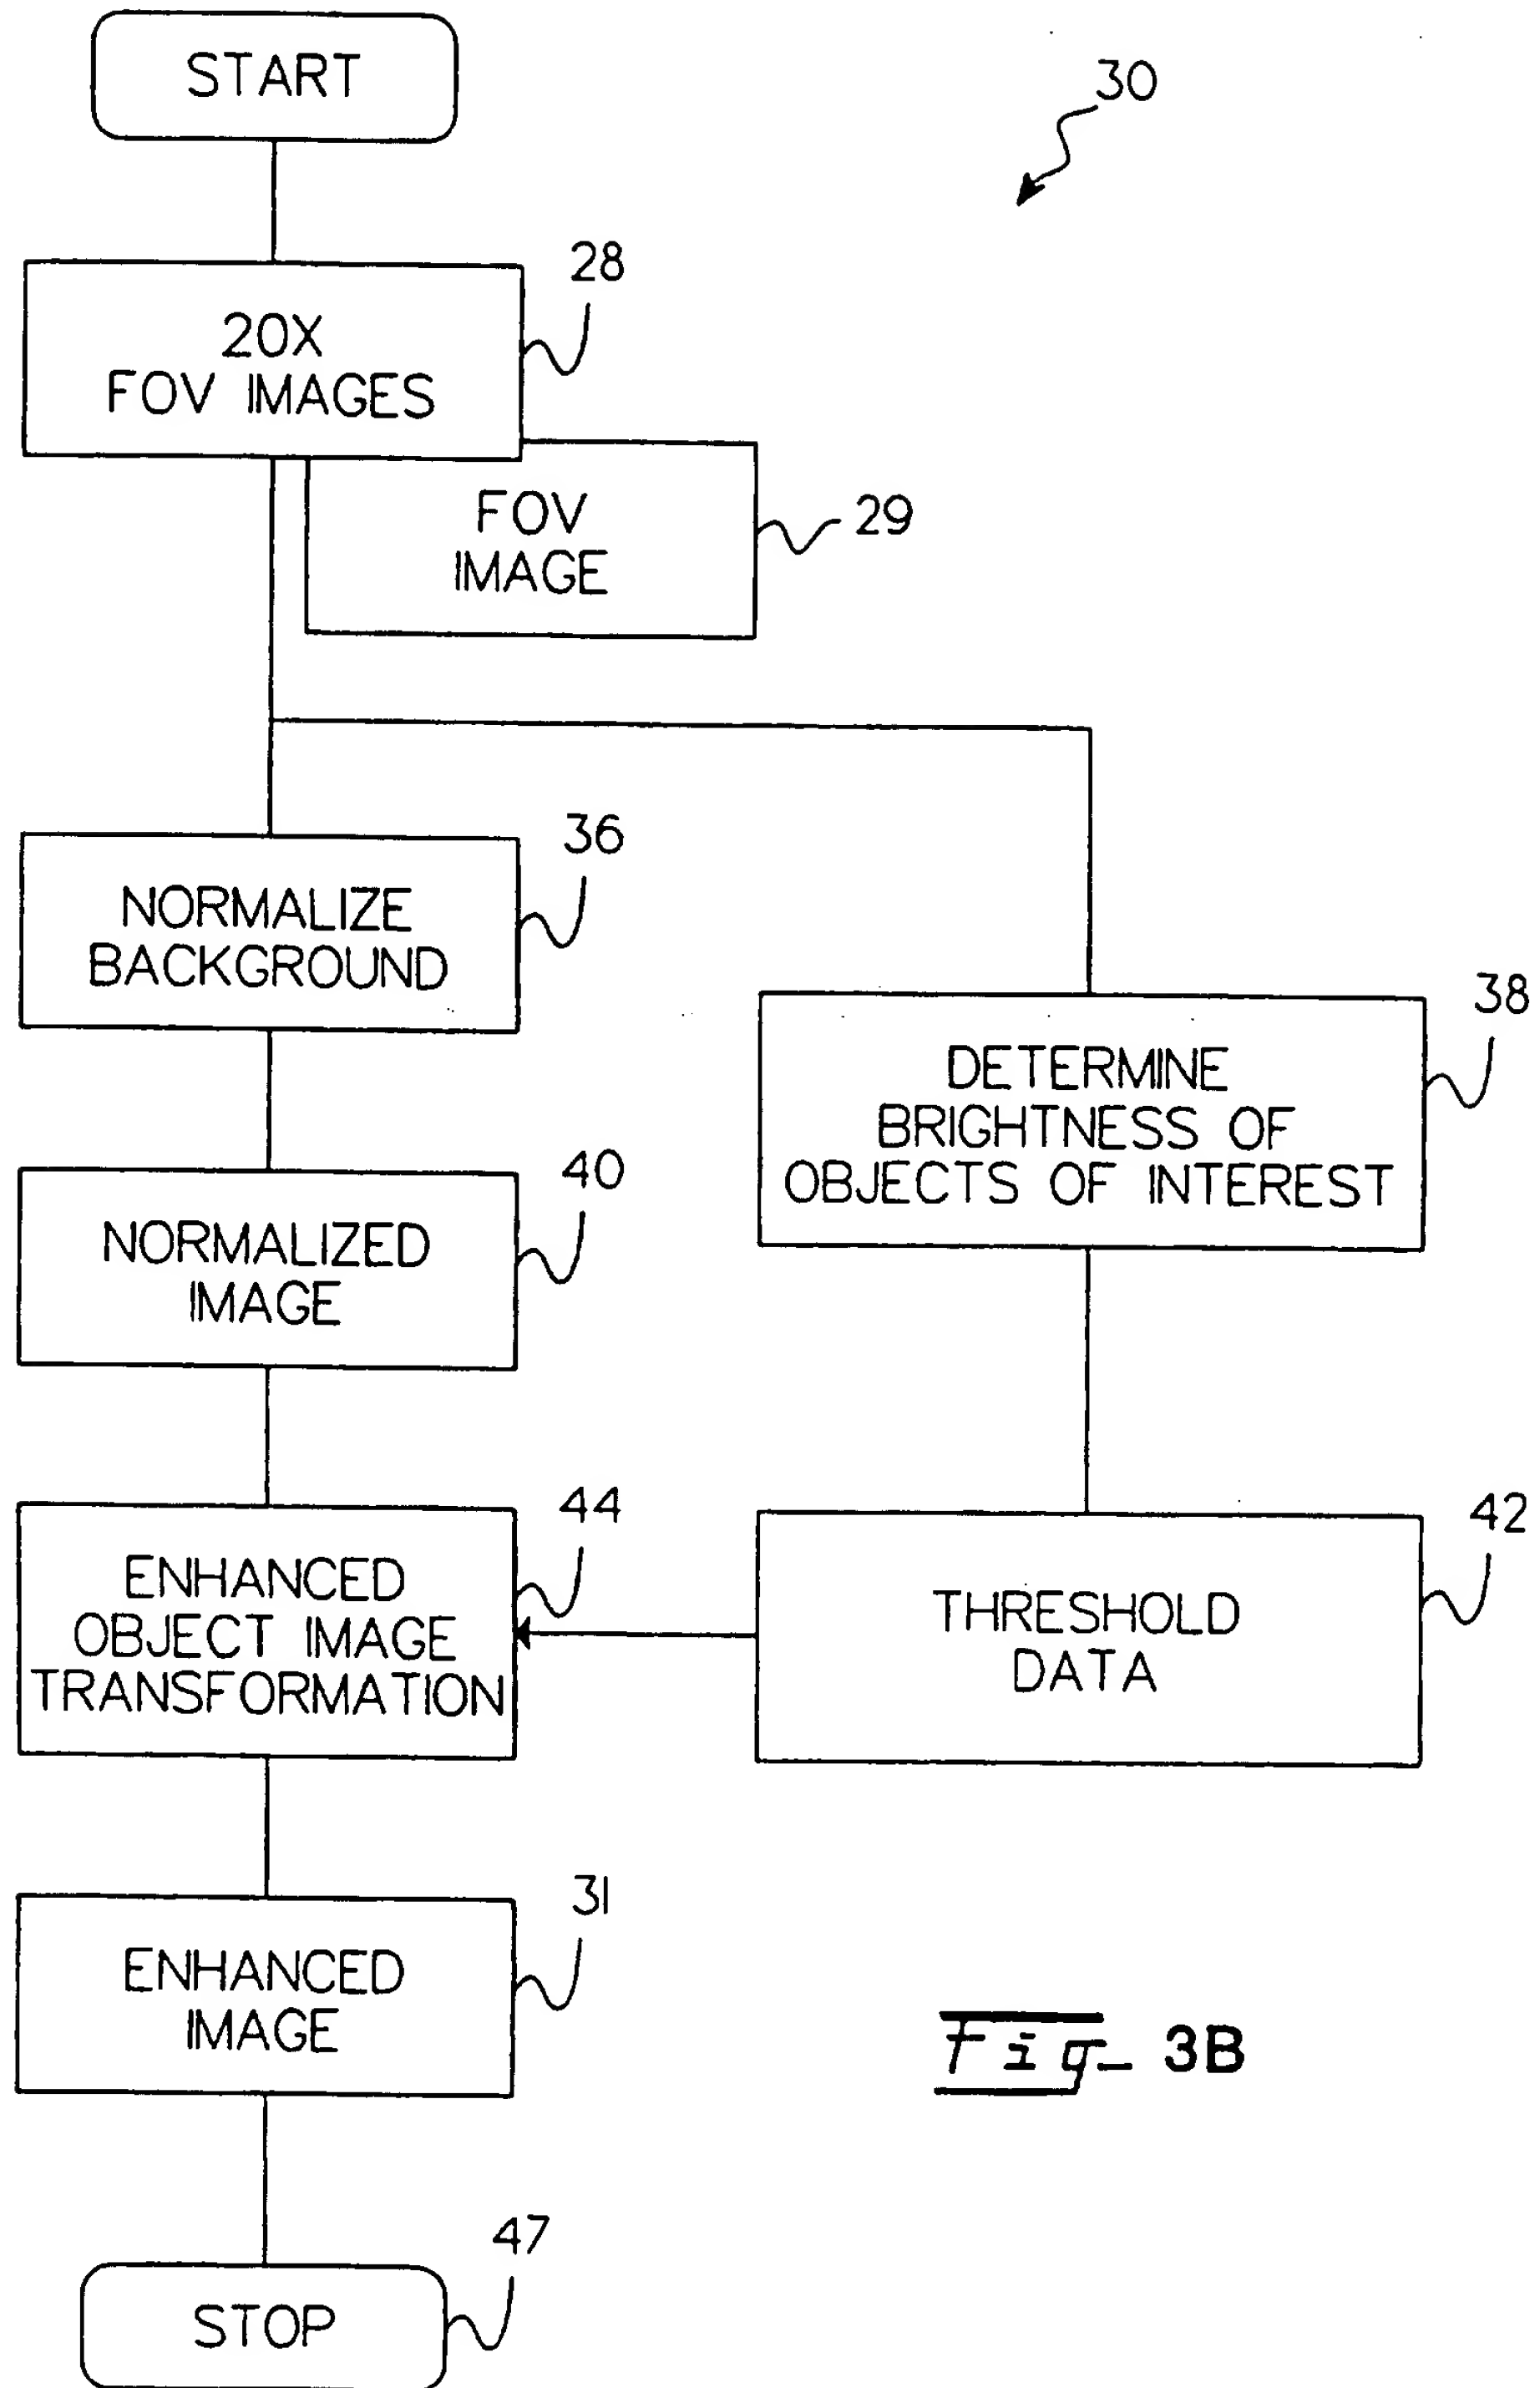 START
30
28
20X
FOV IMAGES
FOV
IMAGE
29
36
NORMALIZE
BACKGROUND
38
DETERMINE
BRIGHTNESS OF
OBJECTS OF INTEREST
40
NORMALIZED
IMAGE
44
ENHANCED
OBJECT IMAGE
TRANSFORMATION
42
THRESHOLD
DATA
31
ENHANCED
IMAGE
Fig_ 3B
47
STOP